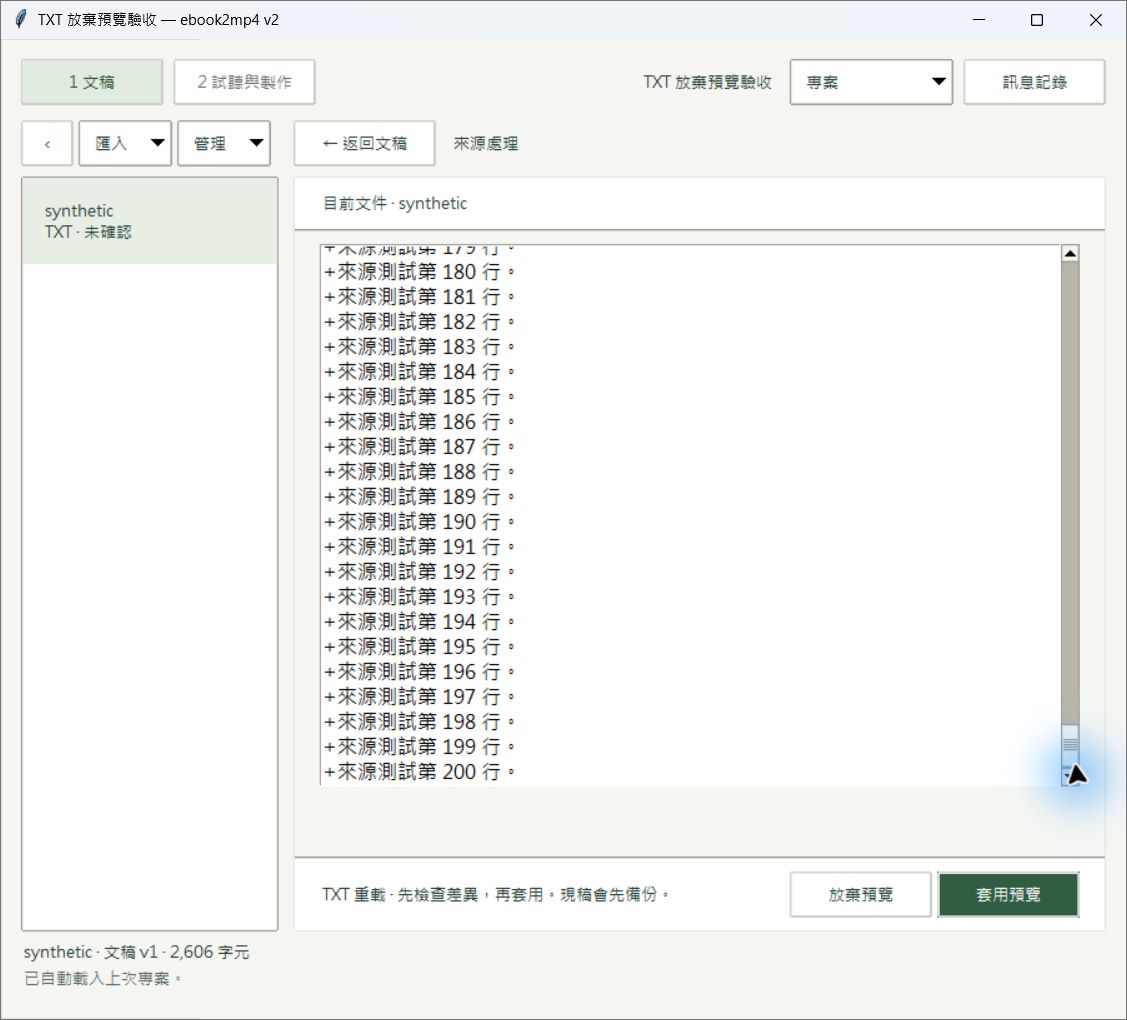 TXT 放棄預覽驗收 — ebook2mp4 v2
1 文稿
2 試聽與製作
TXT 放棄預覽驗收
專案
訊息記錄
‹
匯入
管理
← 返回文稿
來源處理
synthetic
TXT · 未確認
目前文件 · synthetic
+來源測試第 179 行。
+來源測試第 180 行。
+來源測試第 181 行。
+來源測試第 182 行。
+來源測試第 183 行。
+來源測試第 184 行。
+來源測試第 185 行。
+來源測試第 186 行。
+來源測試第 187 行。
+來源測試第 188 行。
+來源測試第 189 行。
+來源測試第 190 行。
+來源測試第 191 行。
+來源測試第 192 行。
+來源測試第 193 行。
+來源測試第 194 行。
+來源測試第 195 行。
+來源測試第 196 行。
+來源測試第 197 行。
+來源測試第 198 行。
+來源測試第 199 行。
+來源測試第 200 行。
TXT 重載 · 先檢查差異，再套用。現稿會先備份。
放棄預覽
套用預覽
synthetic · 文稿 v1 · 2,606 字元
已自動載入上次專案。